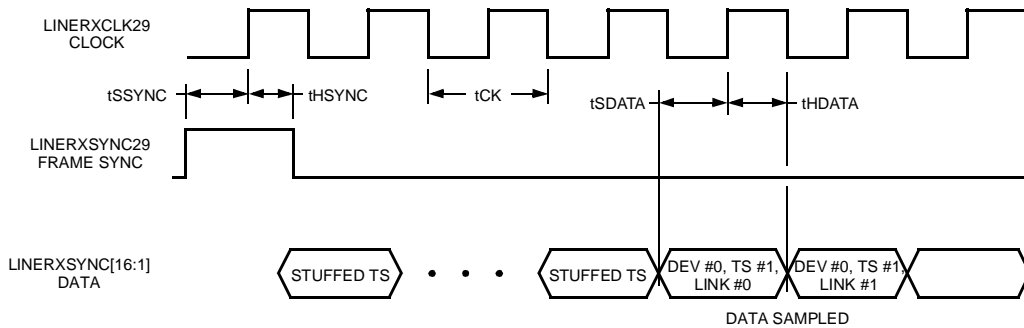 LINERXCLK29
CLOCK
tSSYNC
tHSYNC
tCK
tSDATA
tHDATA
LINERXSYNC29
FRAME SYNC
LINERXSYNC[16:1]
DATA
STUFFED TS
STUFFED TS
DEV #0, TS #1,
LINK #0
DEV #0, TS #1,
LINK #1
DATA SAMPLED